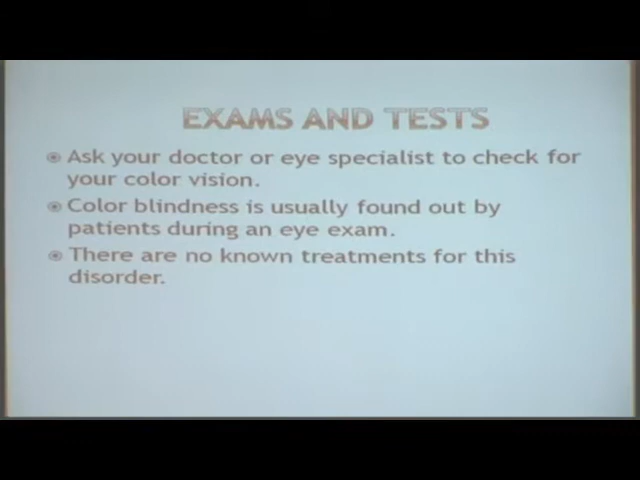 EXAMS AND TESTS
Ask your doctor or eye specialist to check for
your color vision.
Color blindness is usually found out by
patients during an eye exam.
There are no known treatments for this
disorder.